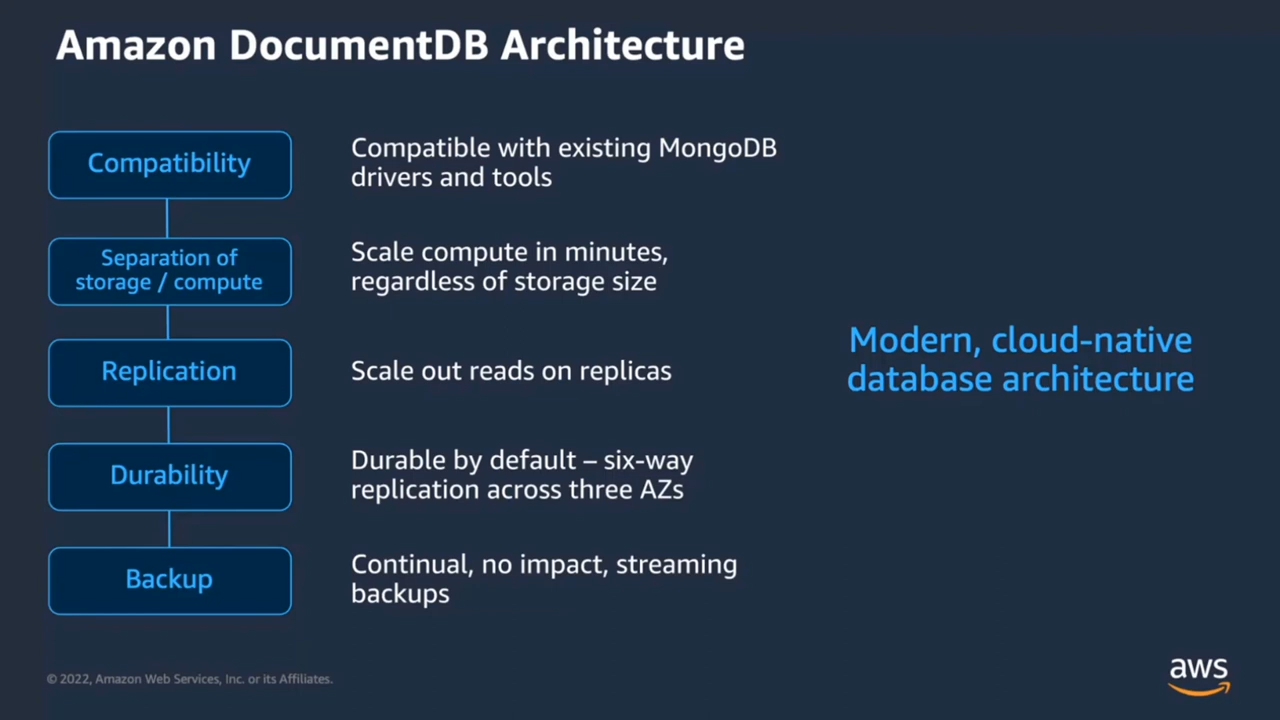 Amazon DocumentDB Architecture
Compatibility
Compatible with existing MongoDB
drivers and tools
Separation of
storage / compute
Scale compute in minutes,
regardless of storage size
Replication
Scale out reads on replicas
Durability
Durable by default – six-way
replication across three AZs
Backup
Continual, no impact, streaming
backups
Modern, cloud-native
database architecture
© 2022, Amazon Web Services, Inc. or its Affiliates.
aws